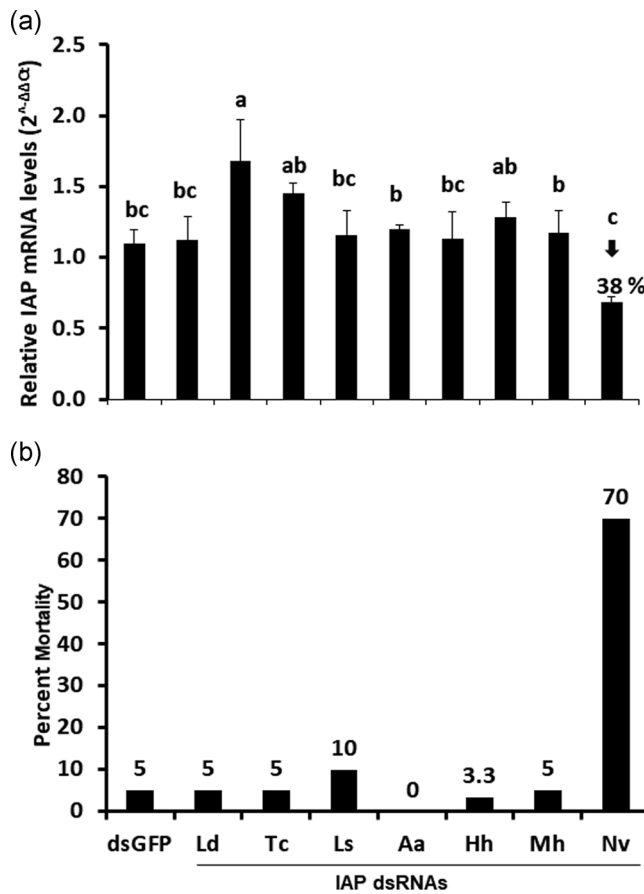 (a)
Relative IAP mRNA levels (2^-ΔΔct)
2.5
2.0
1.5
1.0
0.5
0.0
bc
bc
a
ab
bc
b
bc
ab
b
c
38 %
(b)
Percent Mortality
80
70
60
50
40
30
20
10
0
5
5
5
10
0
3.3
5
70
dsGFP Ld Tc Ls Aa Hh Mh Nv
IAP dsRNAs